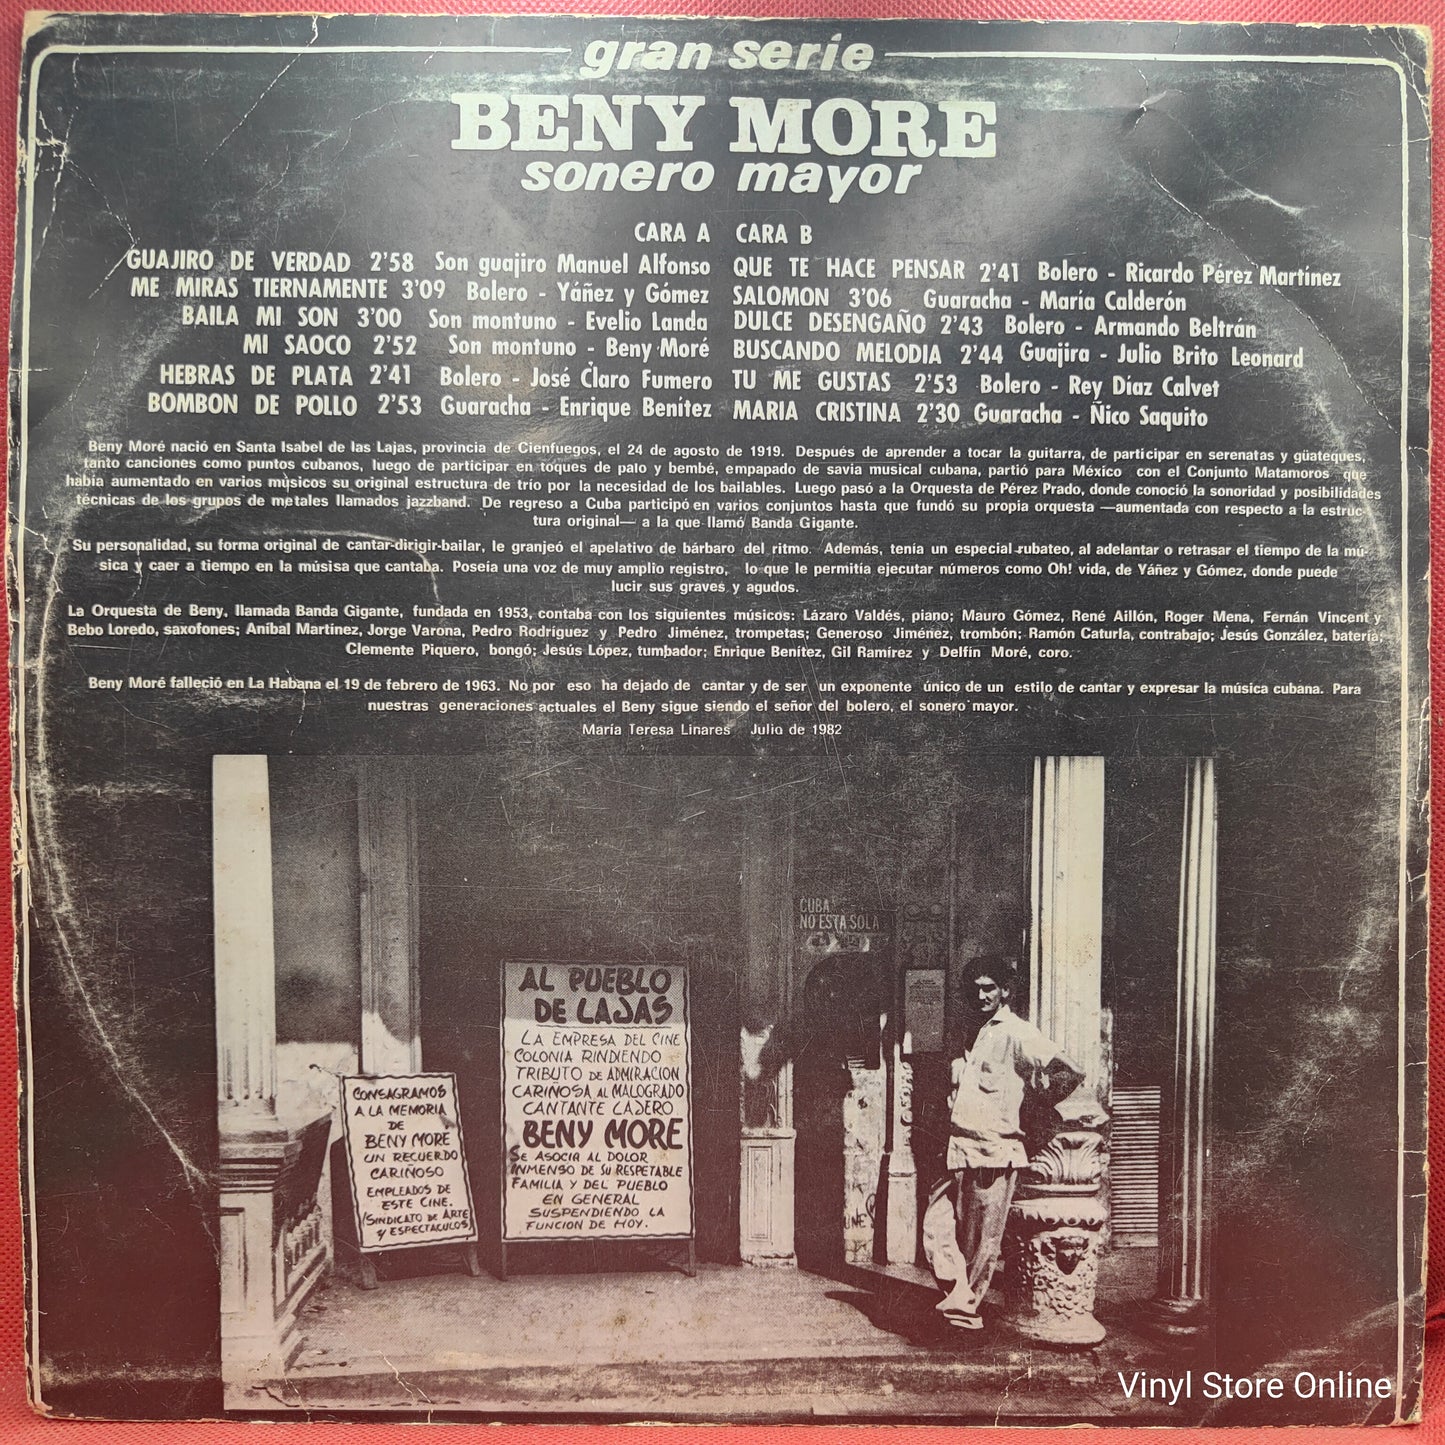 gran serie
BENY MORE
sonero mayor
CARA A
GUAJIRO DE VERDAD 2'58 Son guajiro Manuel Alfonso
ME MIRAS TIERNAMENTE 3'09 Bolero - Yáñez y Gómez
BAILA MI SON 3'00 Son montuno - Evelio Landa
MI SAOCO 2'52 Son montuno - Beny Moré
HEBRAS DE PLATA 2'41 Bolero - José Claro Fumero
BOMBON DE POLLO 2'53 Guaracha - Enrique Benítez
CARA B
QUE TE HACE PENSAR 2'41 Bolero - Ricardo Pérez Martínez
SALOMON 3'06 Guaracha - María Calderón
DULCE DESENGAÑO 2'43 Bolero - Armando Beltrán
BUSCANDO MELODIA 2'44 Guajira - Julio Brito Leonard
TU ME GUSTAS 2'53 Bolero - Rey Díaz Calvet
MARIA CRISTINA 2'30 Guaracha - Ñico Saquito
Beny Moré nació en Santa Isabel de las Lajas, provincia de Cienfuegos, el 24 de agosto de 1919. Después de aprender a tocar la guitarra, de participar en serenatas y güateques,
tanto canciones como puntos cubanos, luego de participar en toques de palo y bembé, empapado de savia musical cubana, partió para México con el Conjunto Matamoros que
había aumentado en varios músicos su original estructura de trío por la necesidad de los bailables. Luego pasó a la Orquesta de Pérez Prado, donde conoció la sonoridad y posibilidades
técnicas de los grupos de metales llamados jazzband. De regreso a Cuba participó en varios conjuntos hasta que fundó su propia orquesta —aumentada con respecto a la estruc-
tura original— a la que llamó Banda Gigante.
Su personalidad, su forma original de cantar-dirigir-bailar, le granjeó el apelativo de bárbaro del ritmo. Además, tenía un especial rubateo, al adelantar o retrasar el tiempo de la mú-
sica y caer a tiempo en la músisa que cantaba. Poseía una voz de muy amplio registro, lo que le permitía ejecutar números como Oh! vida, de Yáñez y Gómez, donde puede
lucir sus graves y agudos.
La Orquesta de Beny, llamada Banda Gigante, fundada en 1953, contaba con los siguientes músicos: Lázaro Valdés, piano; Mauro Gómez, René Aillón, Roger Mena, Fernán Vincent y
Bebo Loredo, saxofones; Aníbal Martínez, Jorge Varona, Pedro Rodríguez y Pedro Jiménez, trompetas; Generoso Jiménez, trombón; Ramón Caturla, contrabajo; Jesús González, batería;
Clemente Piquero, bongó; Jesús López, tumbador; Enrique Benítez, Gil Ramírez y Delfín Moré, coro.
Beny Moré falleció en La Habana el 19 de febrero de 1963. No por eso ha dejado de cantar y de ser un exponente único de un estilo de cantar y expresar la música cubana. Para
nuestras generaciones actuales el Beny sigue siendo el señor del bolero, el sonero mayor.
María Teresa Linares Julio de 1982
CUBA
NO ESTA SOLA
CONSAGRAMOS
A LA MEMORIA
DE
BENY MORE
UN RECUERDO
CARIÑOSO
EMPLEADOS DE
ESTE CINE.
(SINDICATO DE ARTE
Y ESPECTACULOS)
AL PUEBLO
DE LAJAS
LA EMPRESA DEL CINE
COLONIA RINDIENDO
TRIBUTO DE ADMIRACION
CARIÑOSA AL MALOGRADO
CANTANTE LAJERO
BENY MORE
SE ASOCIA AL DOLOR
INMENSO DE SU RESPETABLE
FAMILIA Y DEL PUEBLO
EN GENERAL
SUSPENDIENDO LA
FUNCION DE HOY.
Vinyl Store Online